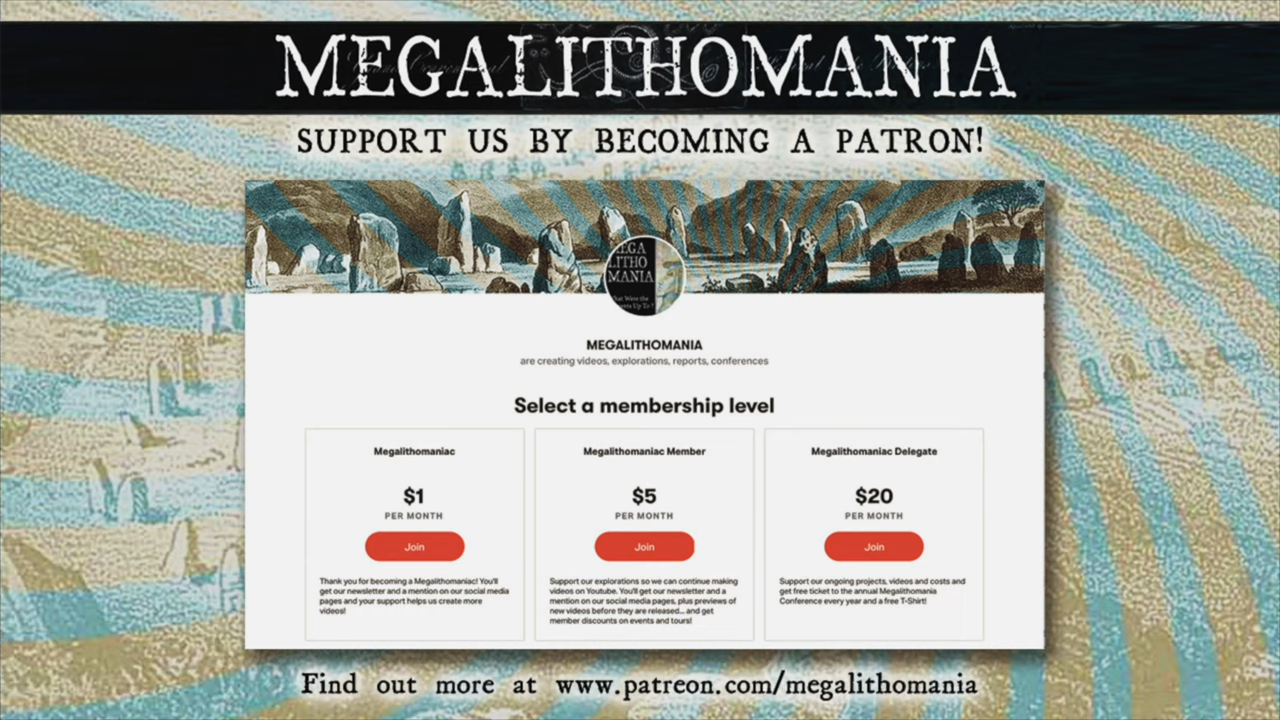 MEGALITHOMANIA
SUPPORT US BY BECOMING A PATRON!
MEGA
LITHO
MANIA
MEGALITHOMANIA
are creating videos, explorations, reports, conferences
Select a membership level
Megalithomaniac
$1
PER MONTH
Join
Thank you for becoming a Megalithomaniac! You'll
get our newsletter and a mention on our social media
pages and your support helps us create more
videos!
Megalithomaniac Member
$5
PER MONTH
Join
Support our explorations so we can continue making
videos on Youtube. You'll get our newsletter and a
mention on our social media pages, plus previews of
new videos before they are released... and get
member discounts on events and tours!
Megalithomaniac Delegate
$20
PER MONTH
Join
Support our ongoing projects, videos and costs and
get free ticket to the annual Megalithomania
Conference every year and a free T-Shirt!
Find out more at www.patreon.com/megalithomania